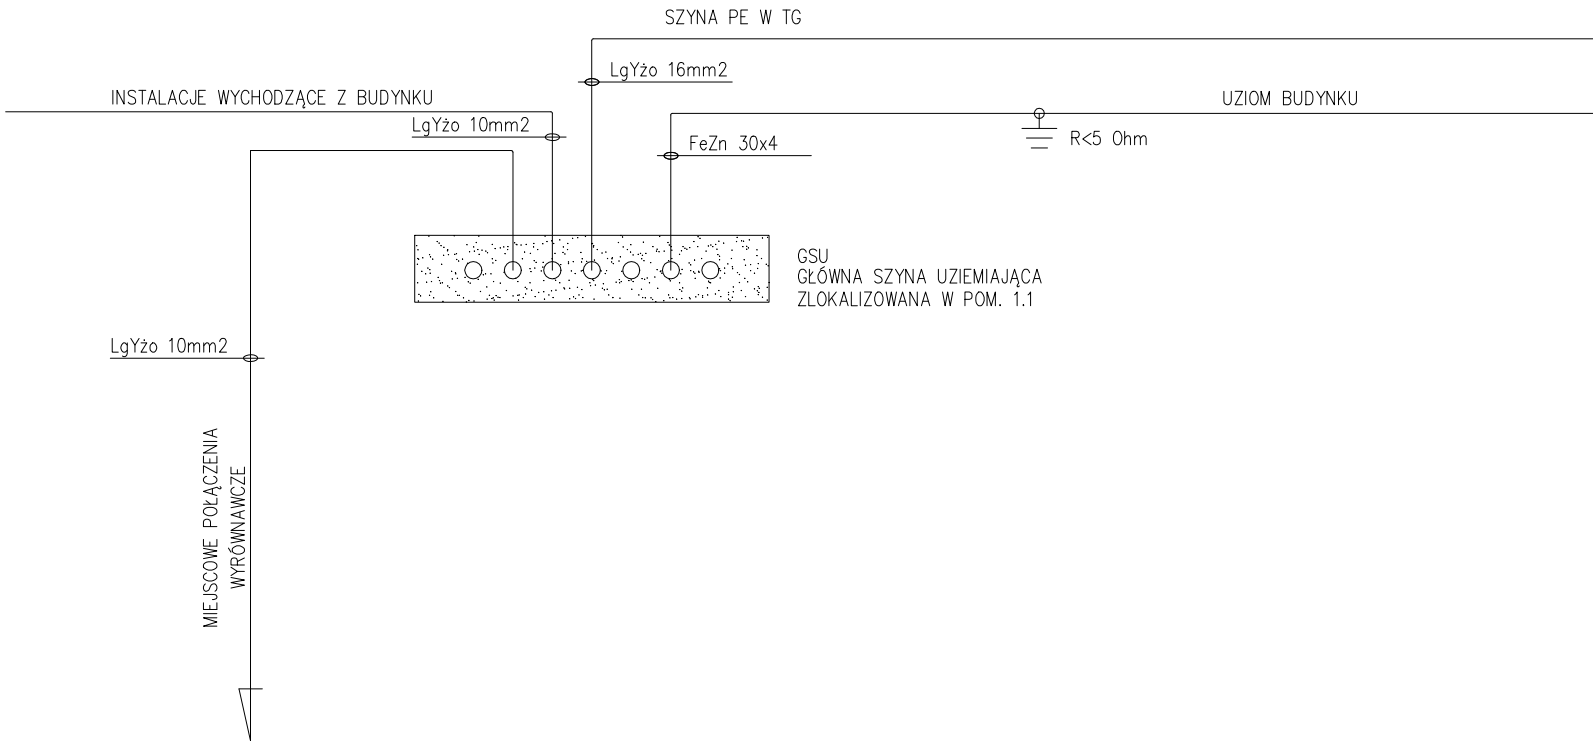 SZYNA PE W TG
LgYżo 16mm2
INSTALACJE WYCHODZĄCE Z BUDYNKU
UZIOM BUDYNKU
LgYżo 10mm2
R<5 Ohm
FeZn 30x4
GSU
GŁÓWNA SZYNA UZIEMIAJĄCA
ZLOKALIZOWANA W POM. 1.1
LgYżo 10mm2
MIEJSCOWE POŁĄCZENIA
WYRÓWNAWCZE